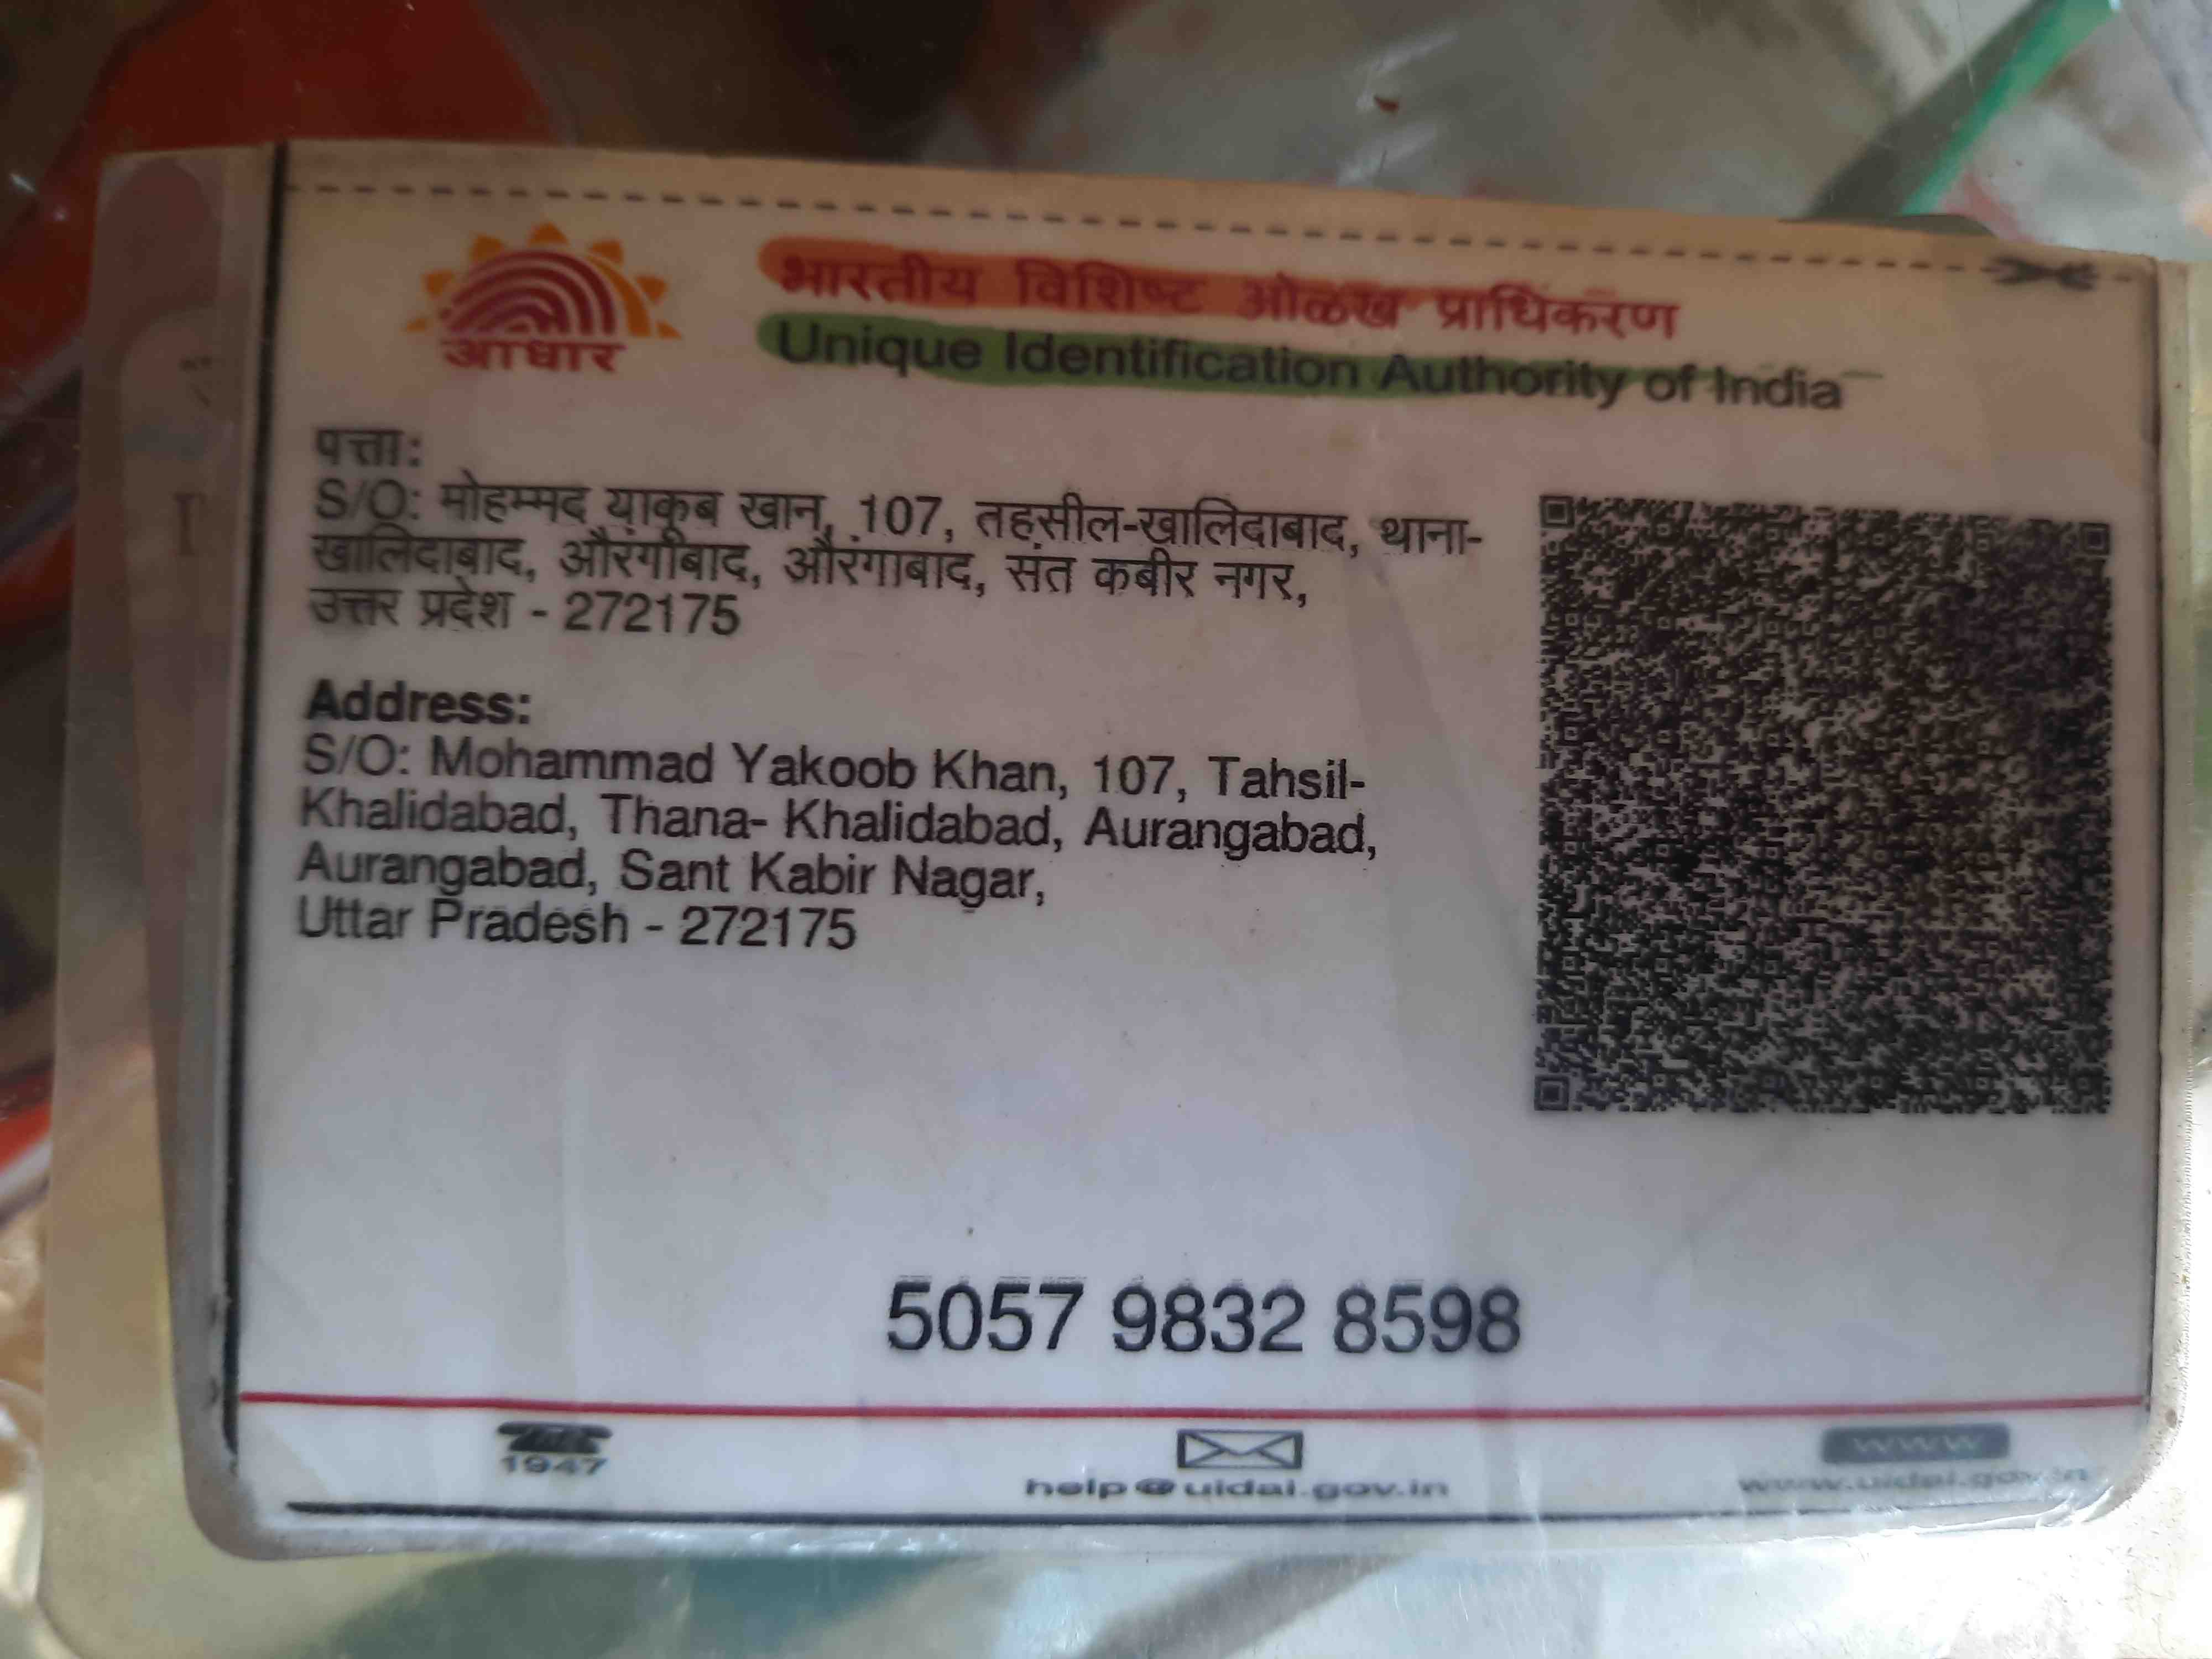 आधार
भारतीय विशिष्ट ओळख प्राधिकरण
Unique Identification Authority of India
पत्ता:
S/O: मोहम्मद याकूब खान, 107, तहसील-खालिदाबाद, थाना-
खालिदाबाद, औरंगाबाद, औरंगाबाद, संत कबीर नगर,
उत्तर प्रदेश - 272175
Address:
S/O: Mohammad Yakoob Khan, 107, Tahsil-
Khalidabad, Thana- Khalidabad, Aurangabad,
Aurangabad, Sant Kabir Nagar,
Uttar Pradesh - 272175
5057 9832 8598
1947
help@uidai.gov.in
www
www.uidai.gov.in